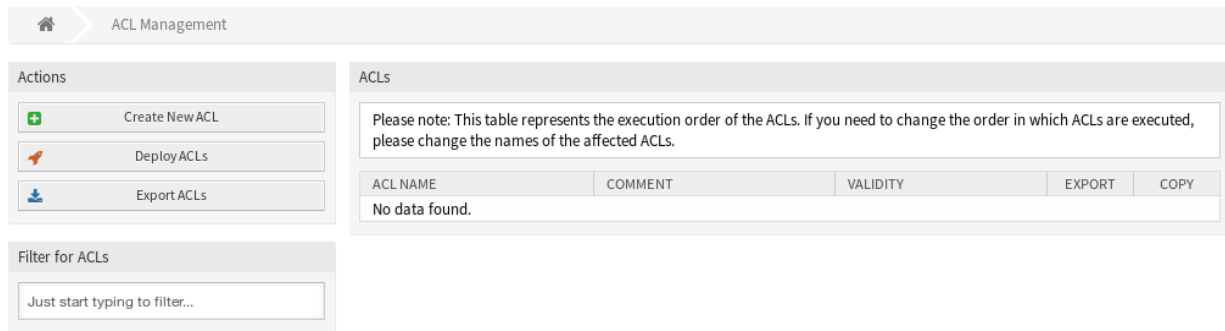 ACL Management
Actions
Create New ACL
Deploy ACLs
Export ACLs
Filter for ACLs
Just start typing to filter...
ACLs
Please note: This table represents the execution order of the ACLs. If you need to change the order in which ACLs are executed,
please change the names of the affected ACLs.
ACL NAME COMMENT VALIDITY EXPORT COPY
No data found.